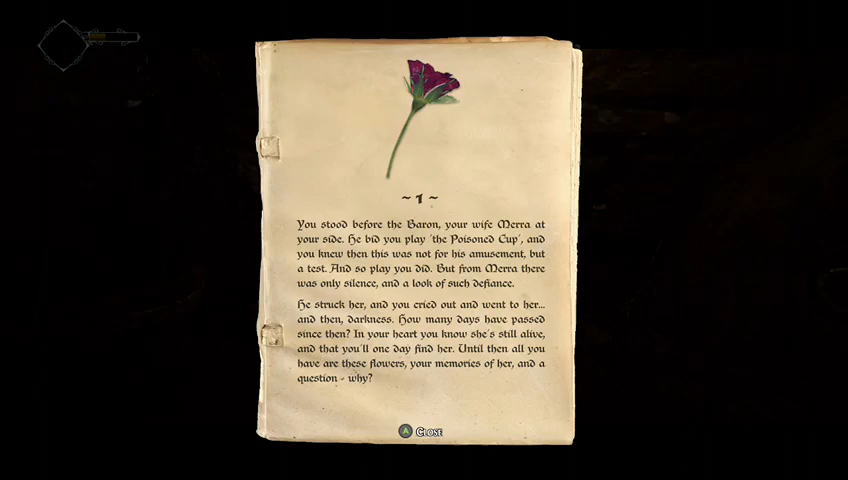 ~ 1 ~
You stood before the Baron, your wife Merra at
your side. He bid you play 'the Poisoned Cup', and
you knew then this was not for his amusement, but
a test. And so play you did. But from Merra there
was only silence, and a look of such defiance.
He struck her, and you cried out and went to her...
and then, darkness. How many days have passed
since then? In your heart you know she's still alive,
and that you'll one day find her. Until then all you
have are these flowers, your memories of her, and a
question - why?
A Close